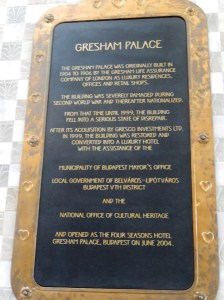 GRESHAM PALACE
THE GRESHAM PALACE WAS ORIGINALLY BUILT IN
1904 TO 1906 BY THE GRESHAM LIFE ASSURANCE
COMPANY OF LONDON AS LUXURY RESIDENCES,
OFFICES AND RETAIL SHOPS.
THE BUILDING WAS SEVERELY DAMAGED DURING
SECOND WORLD WAR AND THEREAFTER NATIONALIZED.
FROM THAT TIME UNTIL 1999, THE BUILDING
FELL INTO A SERIOUS STATE OF DISREPAIR.
AFTER ITS ACQUISITION BY GRESCO INVESTMENTS LTD.
IN 1999, THE BUILDING WAS RESTORED AND
CONVERTED INTO A LUXURY HOTEL
WITH THE ASSISTANCE OF THE
MUNICIPALITY OF BUDAPEST MAYOR'S OFFICE
LOCAL GOVERNMENT OF BELVÁROS-LIPÓTVÁROS
BUDAPEST VTH DISTRICT
AND THE
NATIONAL OFFICE OF CULTURAL HERITAGE
AND OPENED AS THE FOUR SEASONS HOTEL
GRESHAM PALACE, BUDAPEST ON JUNE 2004.